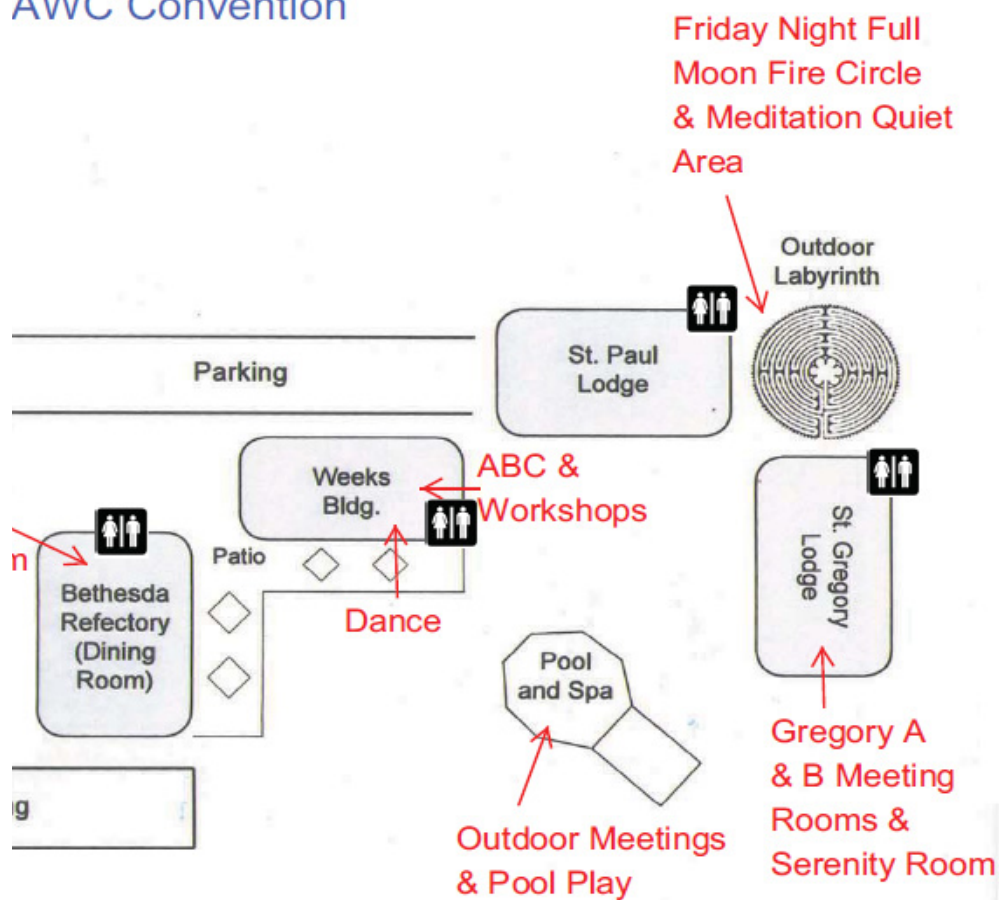 AWC Convention
Friday Night Full
Moon Fire Circle
& Meditation Quiet
Area
Outdoor
Labyrinth
Parking
St. Paul
Lodge
Weeks
Bldg.
ABC &
Workshops
St. Gregory
Lodge
m
Patio
Bethesda
Refectory
(Dining
Room)
Dance
Pool
and Spa
Gregory A
& B Meeting
Rooms &
Serenity Room
g
Outdoor Meetings
& Pool Play